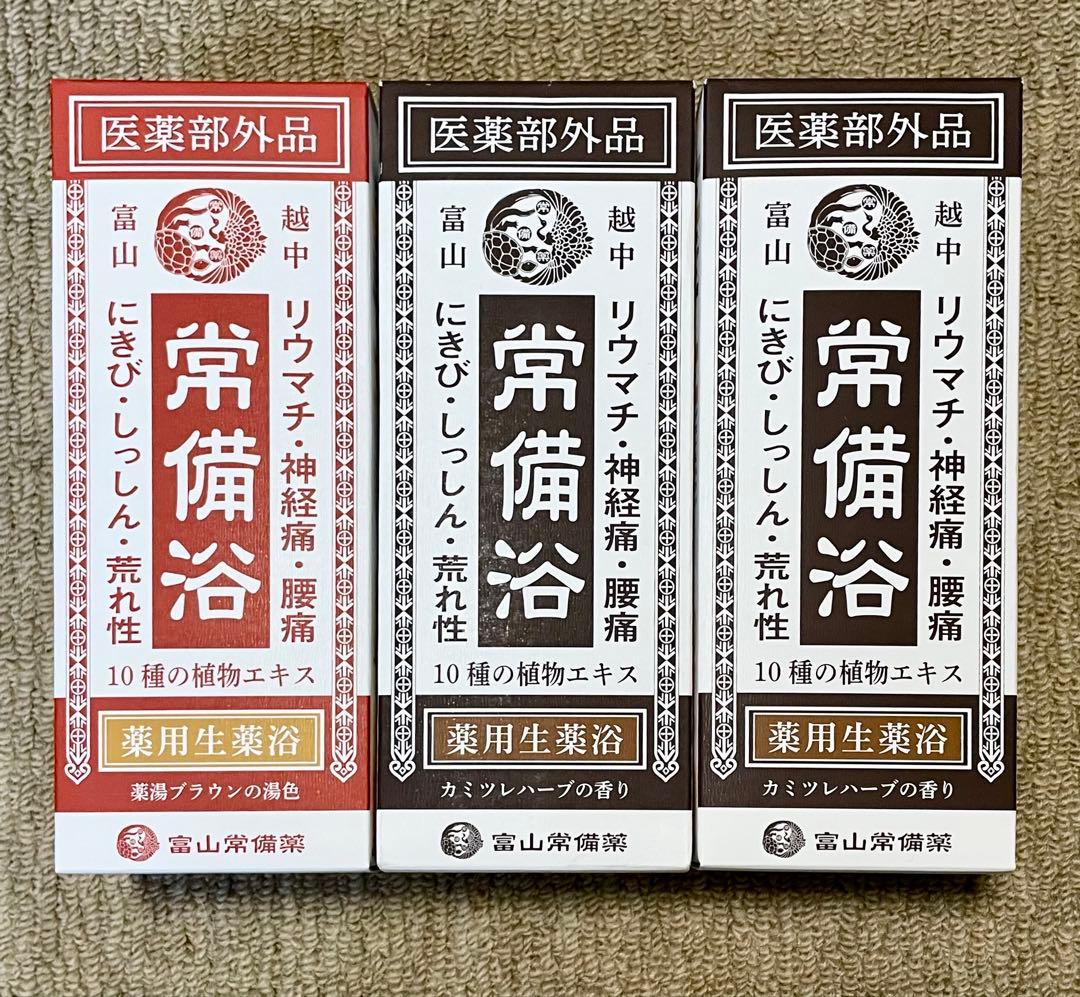 医薬部外品
越中
富山
常備薬
リウマチ・神経痛・腰痛
常備浴
にきび・しっしん・荒れ性
10種の植物エキス
薬用生薬浴
薬湯ブラウンの湯色
富山常備薬
医薬部外品
越中
富山
常備薬
リウマチ・神経痛・腰痛
常備浴
にきび・しっしん・荒れ性
10種の植物エキス
薬用生薬浴
カミツレハーブの香り
富山常備薬
医薬部外品
越中
富山
常備薬
リウマチ・神経痛・腰痛
常備浴
にきび・しっしん・荒れ性
10種の植物エキス
薬用生薬浴
カミツレハーブの香り
富山常備薬